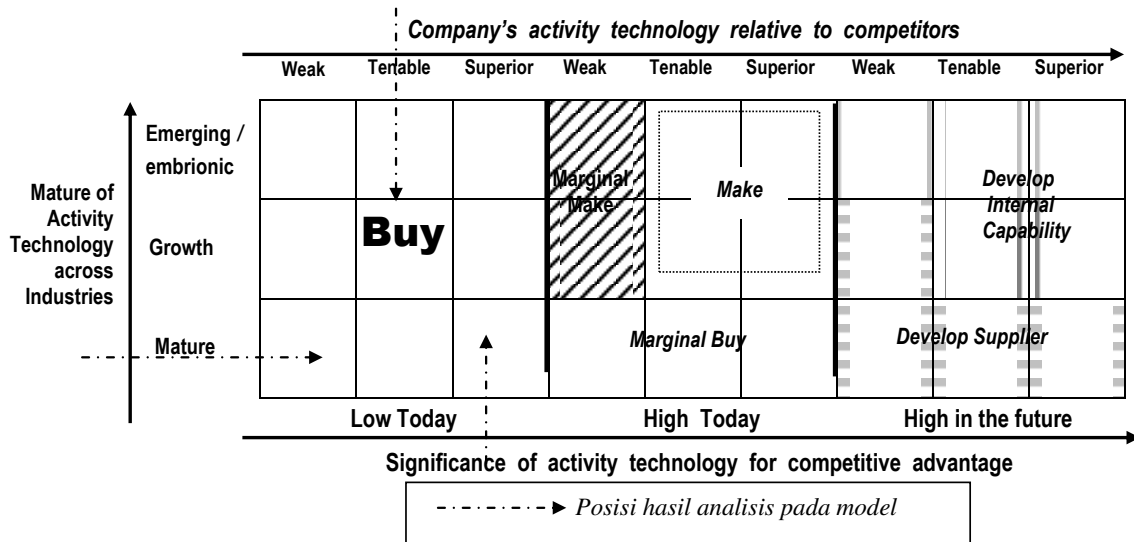 Company's activity technology relative to competitors
Weak Tenable Superior Weak Tenable Superior Weak Tenable Superior
Emerging /
embrionic
Mature of
Activity
Technology
across
Industries
Growth
Mature
Buy
Marginal
Make
Make
Develop
Internal
Capability
Marginal Buy
Develop Supplier
Low Today
High Today
High in the future
Significance of activity technology for competitive advantage
Posisi hasil analisis pada model